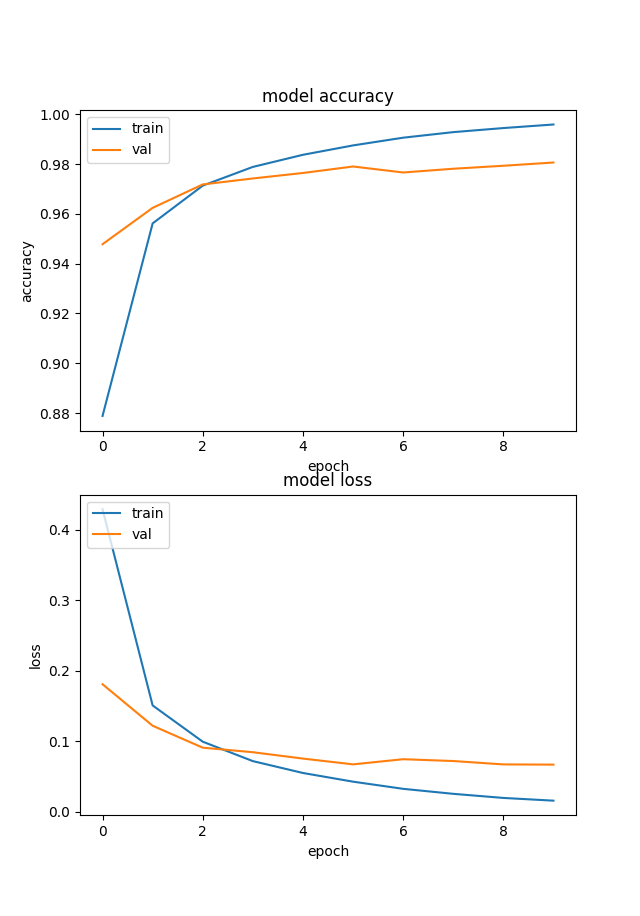 model accuracy
train
val
1.00
0.98
0.96
0.94
0.92
0.90
0.88
accuracy
0 2 4 6 8
epoch
model loss
train
val
0.4
0.3
0.2
0.1
0.0
loss
0 2 4 6 8
epoch